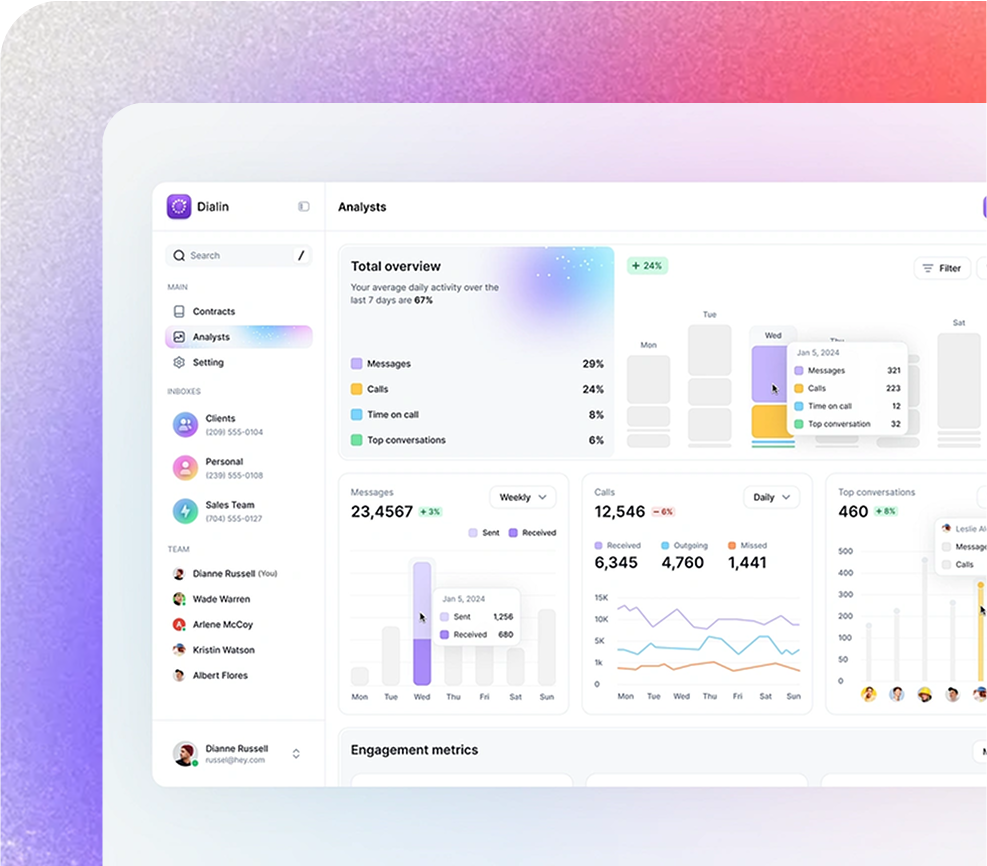 Dialin
Search
/
MAIN
Contracts
Analysts
Setting
INBOXES
Clients
(209) 555-0104
Personal
(239) 555-0108
Sales Team
(704) 555-0127
TEAM
Dianne Russell (You)
Wade Warren
A
Arlene McCoy
Kristin Watson
Albert Flores
Dianne Russell
russel@hey.com
Analysts
Total overview
Your average daily activity over the
last 7 days are 67%
Messages 29%
Calls 24%
Time on call 8%
Top conversations 6%
+ 24%
Filter
Mon
Tue
Wed
Sat
Jan 5, 2024
Messages 321
Calls 223
Time on call 12
Top conversation 32
Messages
23,4567 + 3%
Weekly
Sent Received
Jan 5, 2024
Sent 1,256
Received 680
Mon Tue Wed Thu Fri Sat Sun
Calls
12,546 − 6%
Daily
Received Outgoing Missed
6,345 4,760 1,441
15K
10K
5K
1k
0
Mon Tue Wed Thu Fri Sat Sun
Top conversations
460 + 8%
Leslie
Calls
500
400
300
200
100
50
0
Engagement metrics